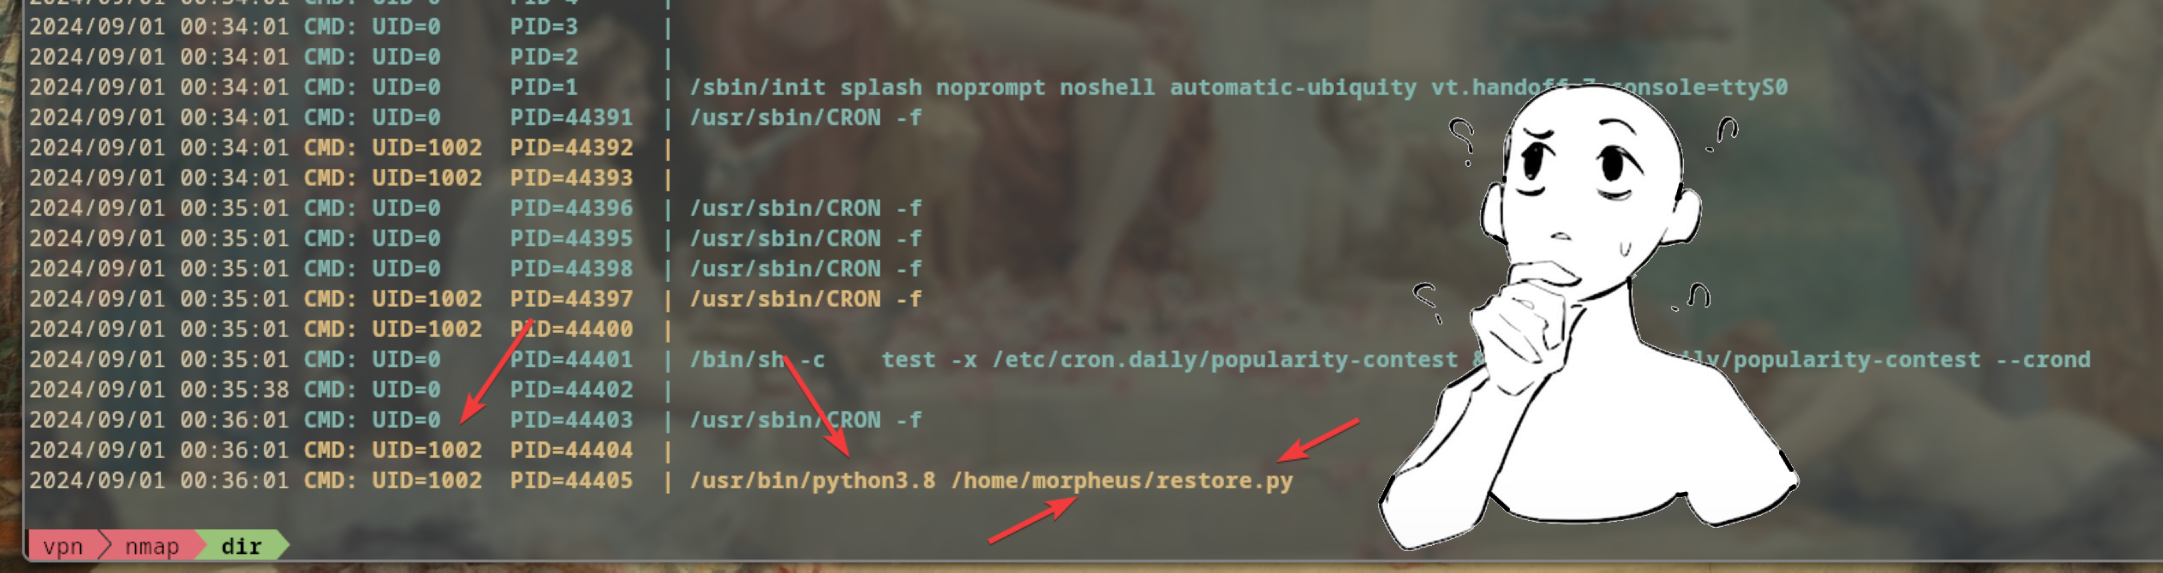 2024/09/01 00:34:01 CMD: UID=0 PID=4 |
2024/09/01 00:34:01 CMD: UID=0 PID=3 |
2024/09/01 00:34:01 CMD: UID=0 PID=2 |
2024/09/01 00:34:01 CMD: UID=0 PID=1 | /sbin/init splash noprompt noshell automatic-ubiquity vt.handoff=7 console=ttyS0
2024/09/01 00:34:01 CMD: UID=0 PID=44391 | /usr/sbin/CRON -f
2024/09/01 00:34:01 CMD: UID=1002 PID=44392 |
2024/09/01 00:34:01 CMD: UID=1002 PID=44393 |
2024/09/01 00:35:01 CMD: UID=0 PID=44396 | /usr/sbin/CRON -f
2024/09/01 00:35:01 CMD: UID=0 PID=44395 | /usr/sbin/CRON -f
2024/09/01 00:35:01 CMD: UID=0 PID=44398 | /usr/sbin/CRON -f
2024/09/01 00:35:01 CMD: UID=1002 PID=44397 | /usr/sbin/CRON -f
2024/09/01 00:35:01 CMD: UID=1002 PID=44400 |
2024/09/01 00:35:01 CMD: UID=0 PID=44401 | /bin/sh -c test -x /etc/cron.daily/popularity-contest /popularity-contest --crond
2024/09/01 00:35:38 CMD: UID=0 PID=44402 |
2024/09/01 00:36:01 CMD: UID=0 PID=44403 | /usr/sbin/CRON -f
2024/09/01 00:36:01 CMD: UID=1002 PID=44404 |
2024/09/01 00:36:01 CMD: UID=1002 PID=44405 | /usr/bin/python3.8 /home/morpheus/restore.py
vpn nmap dir